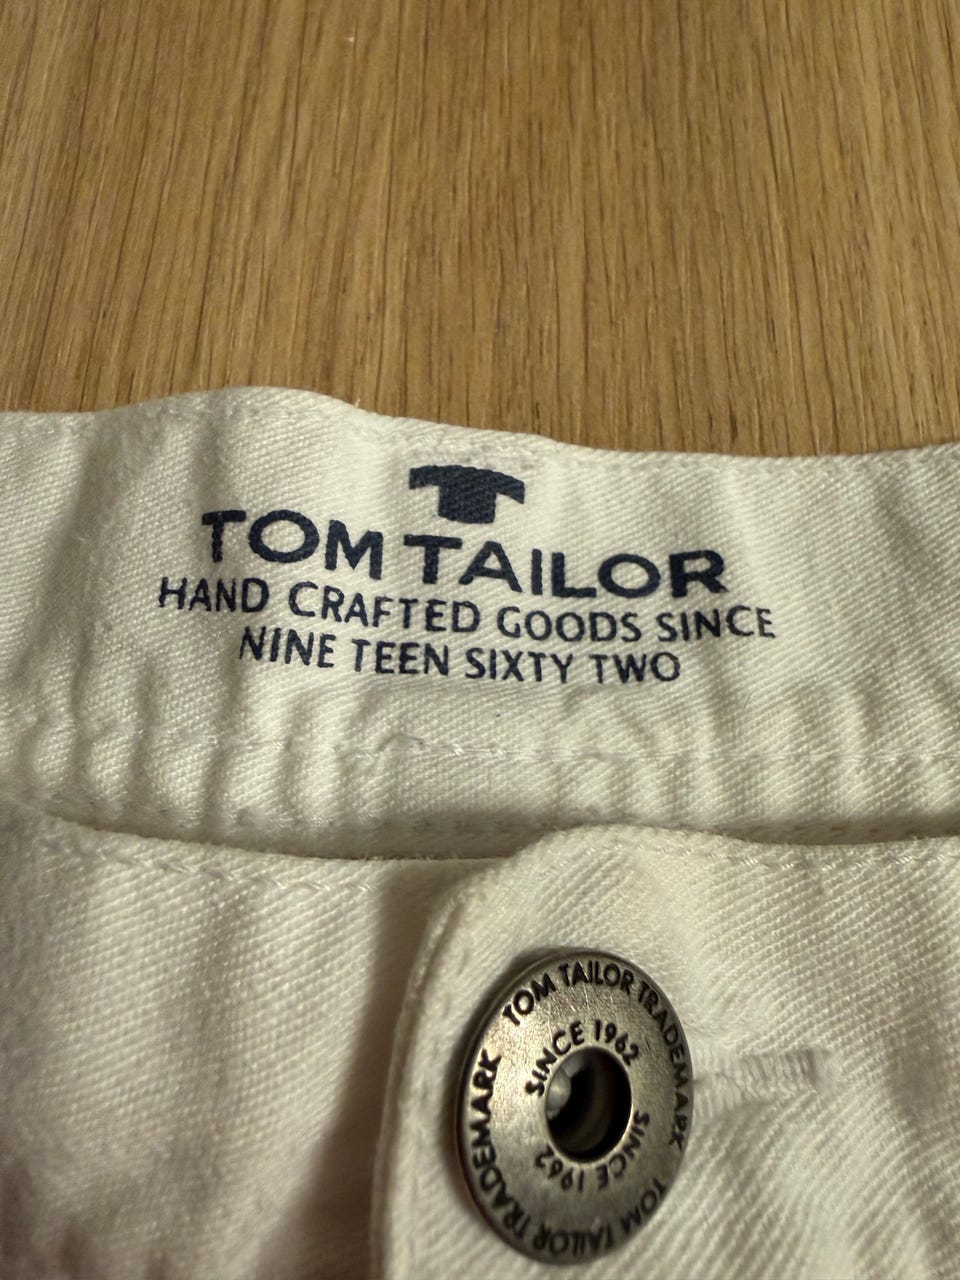 TOM TAILOR
HAND CRAFTED GOODS SINCE
NINE TEEN SIXTY TWO
TOM TAILOR TRADEMARK
SINCE 1962
SINCE 1962
TOM TAILOR TRADEMARK